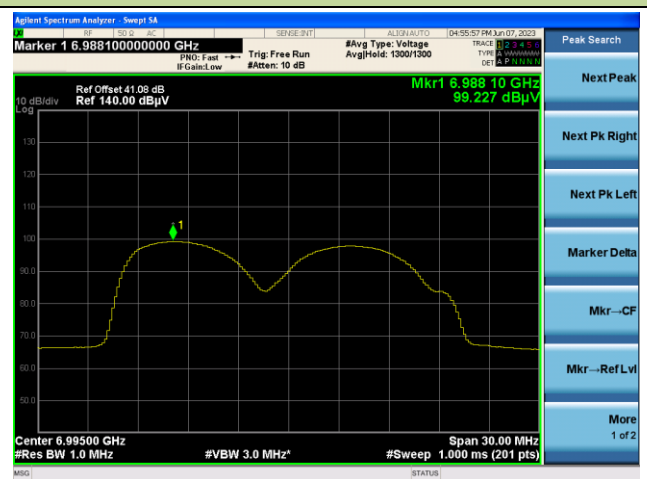 Agilent Spectrum Analyzer - Swept SA
RF 50 Ω AC SENSE:INT ALIGN AUTO 04:55:57 PM Jun 07, 2023
Marker 1 6.988100000000 GHz
PNO: Fast
IFGain:Low
Trig: Free Run
#Atten: 10 dB
#Avg Type: Voltage
Avg|Hold: 1300/1300
TRACE 1 2 3 4 5 6
TYPE A WWWWW
DET A P N N N N
Peak Search
Mkr1 6.988 10 GHz
99.227 dBµV
Ref Offset 41.08 dB
10 dB/div Ref 140.00 dBµV
Log
130
120
110
100
90.0
80.0
70.0
60.0
50.0
1
Next Peak
Next Pk Right
Next Pk Left
Marker Delta
Mkr→CF
Mkr→Ref Lvl
More
1 of 2
Center 6.99500 GHz Span 30.00 MHz
#Res BW 1.0 MHz #VBW 3.0 MHz* #Sweep 1.000 ms (201 pts)
MSG STATUS